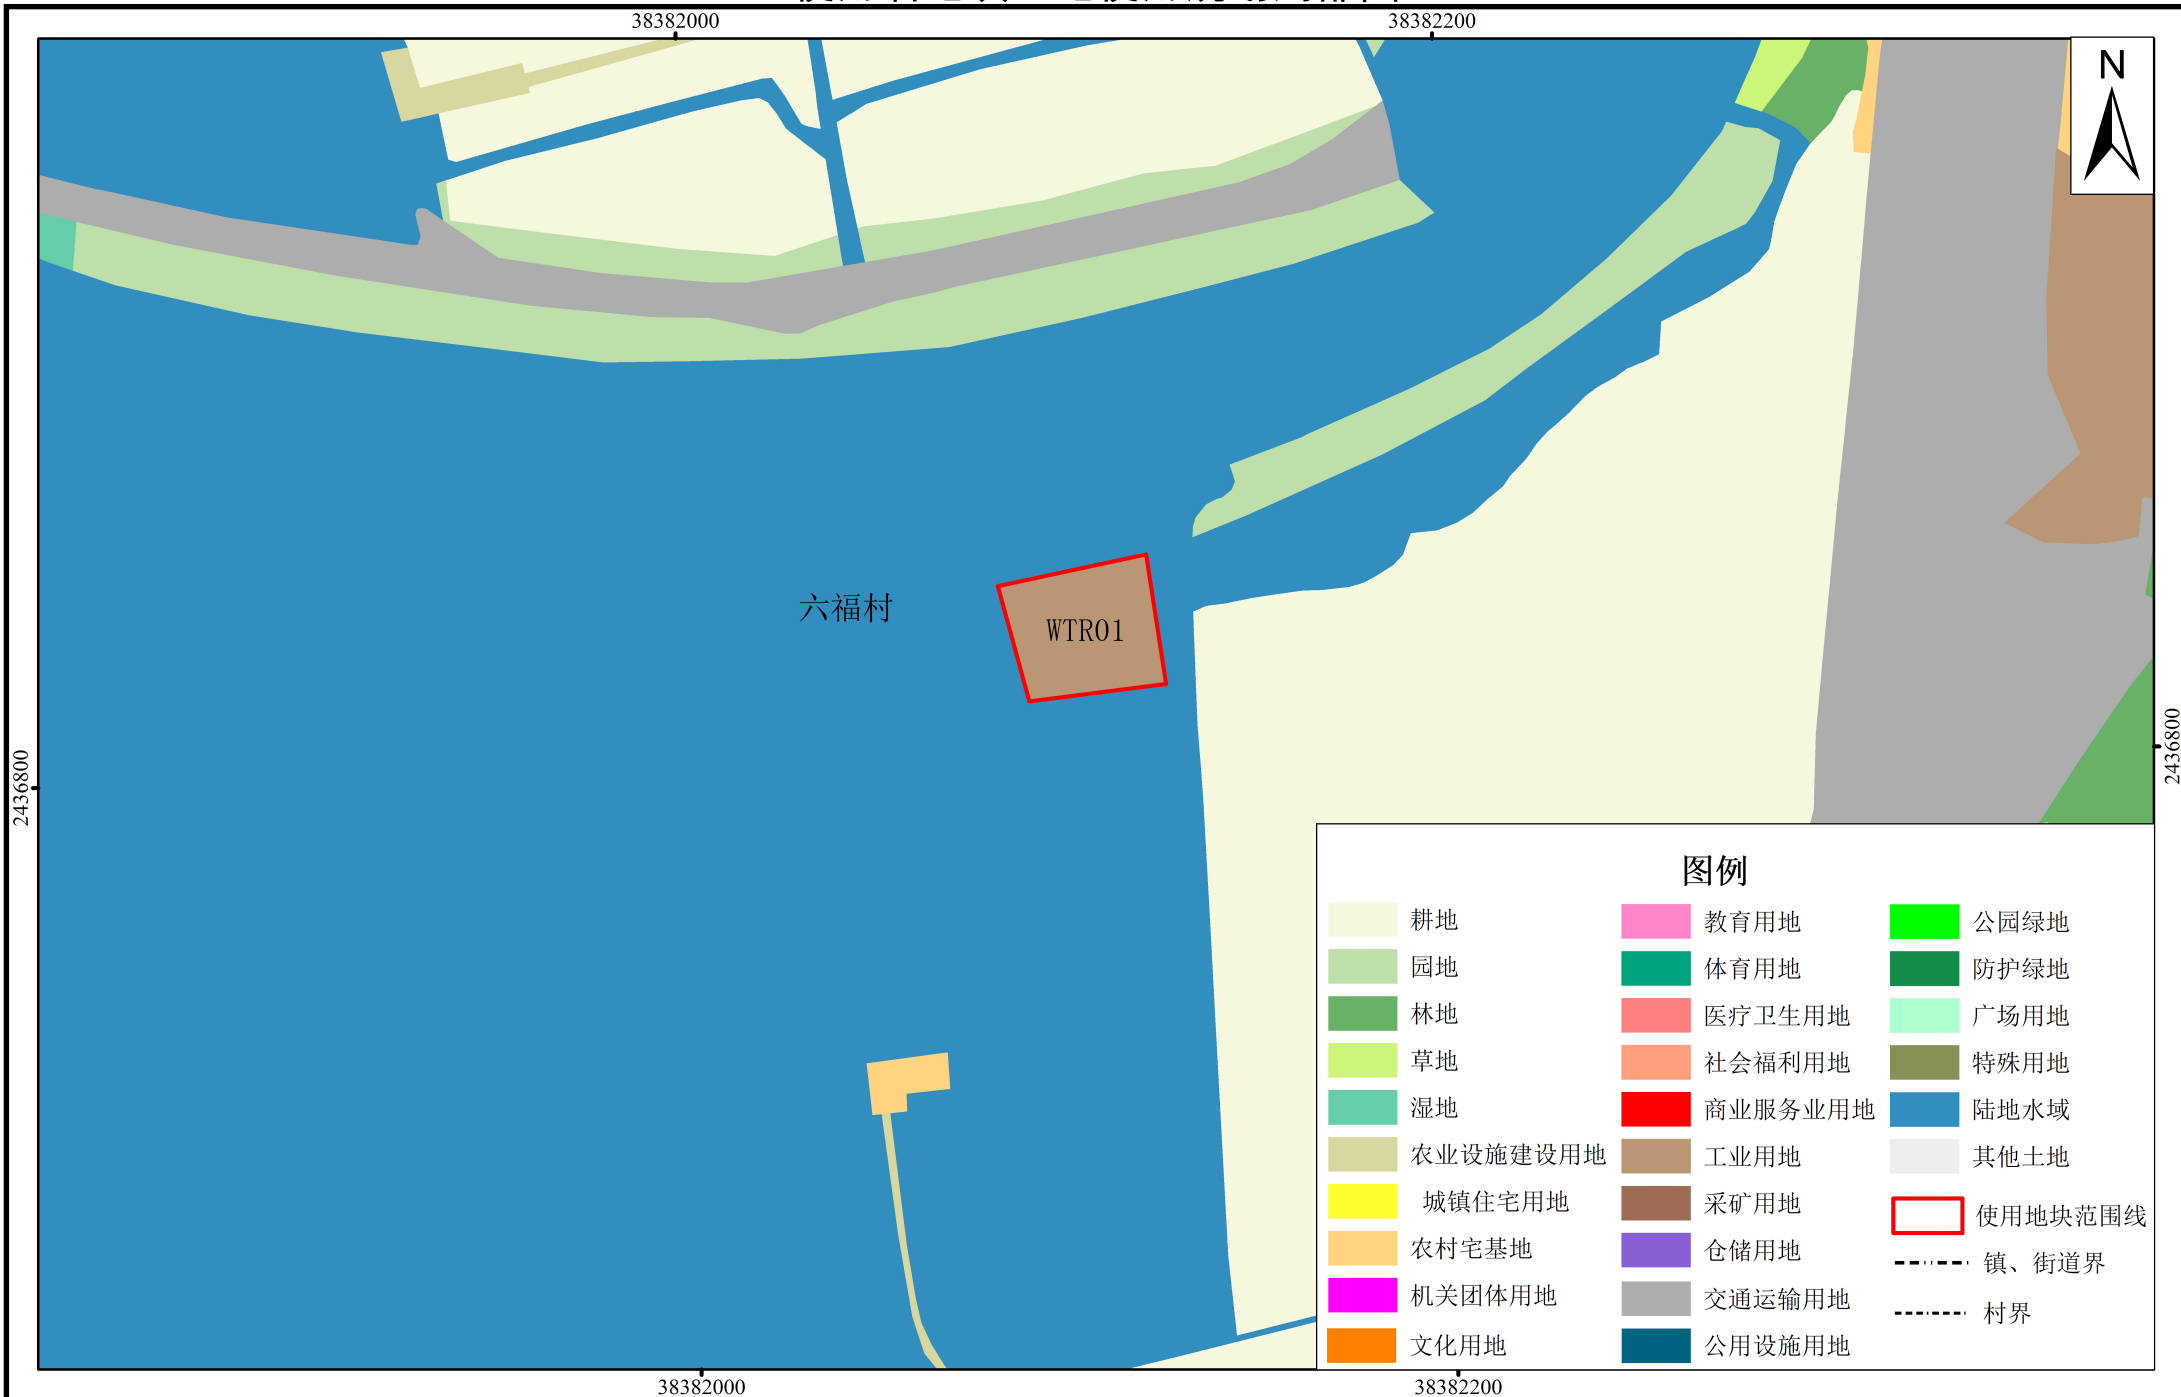 38382000
38382200
N
六福村
WTR01
2436800
2436800
图例
耕地
园地
林地
草地
湿地
农业设施建设用地
城镇住宅用地
农村宅基地
机关团体用地
文化用地
教育用地
体育用地
医疗卫生用地
社会福利用地
商业服务业用地
工业用地
采矿用地
仓储用地
交通运输用地
公用设施用地
公园绿地
防护绿地
广场用地
特殊用地
陆地水域
其他土地
使用地块范围线
镇、街道界
村界
38382000
38382200